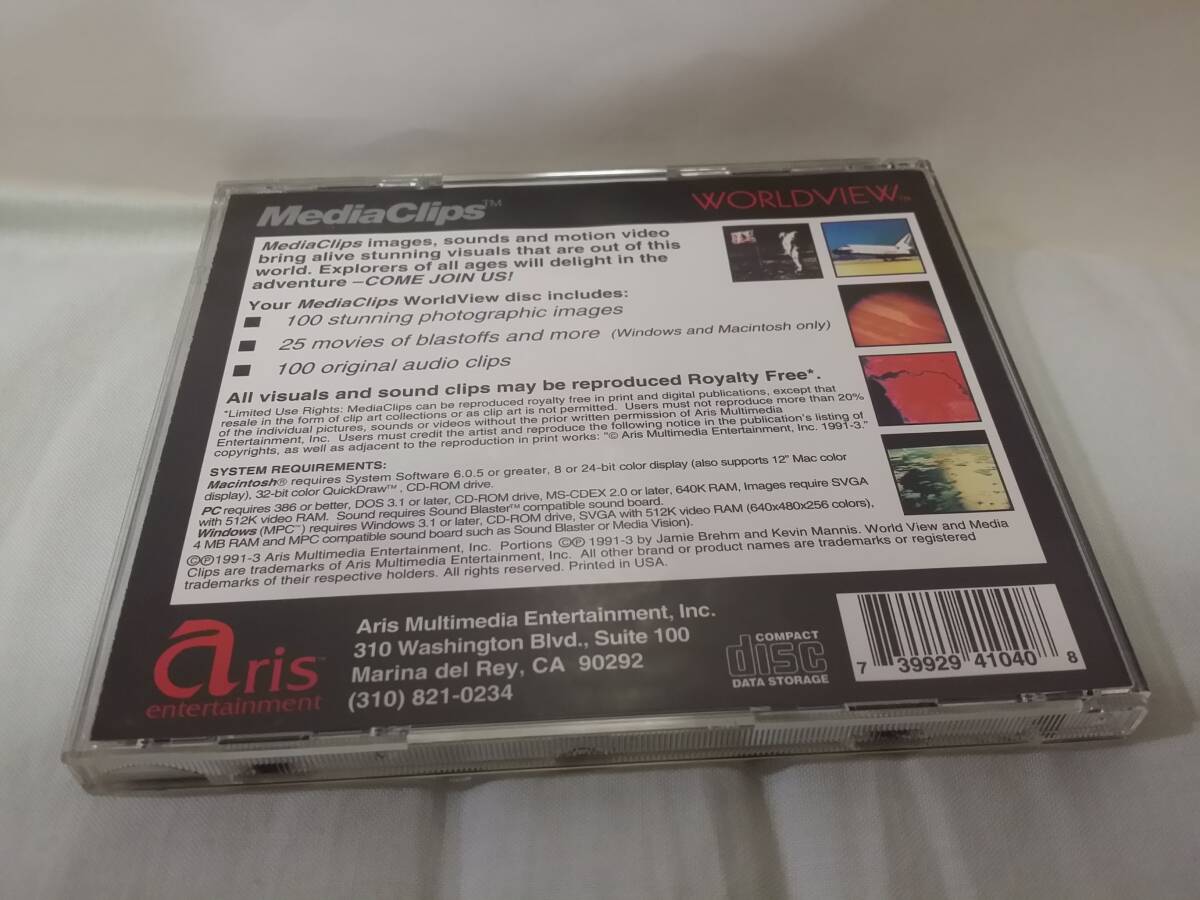 MediaClips™
WORLDVIEW™
MediaClips images, sounds and motion video
bring alive stunning visuals that are out of this
world. Explorers of all ages will delight in the
adventure –COME JOIN US!
Your MediaClips WorldView disc includes:
■ 100 stunning photographic images
■ 25 movies of blastoffs and more (Windows and Macintosh only)
■ 100 original audio clips
All visuals and sound clips may be reproduced Royalty Free*.
*Limited Use Rights: MediaClips can be reproduced royalty free in print and digital publications, except that
resale in the form of clip art collections or as clip art is not permitted. Users must not reproduce more than 20%
of the individual pictures, sounds or videos without the prior written permission of Aris Multimedia
Entertainment, Inc. Users must credit the artist and reproduce the following notice in the publication's listing of
copyrights, as well as adjacent to the reproduction in print works: "© Aris Multimedia Entertainment, Inc. 1991-3."
SYSTEM REQUIREMENTS:
Macintosh® requires System Software 6.0.5 or greater, 8 or 24-bit color display (also supports 12" Mac color
display), 32-bit color QuickDraw™, CD-ROM drive.
PC requires 386 or better, DOS 3.1 or later, CD-ROM drive, MS-CDEX 2.0 or later, 640K RAM, Images require SVGA
with 512K video RAM. Sound requires Sound Blaster™ compatible sound board.
Windows (MPC™) requires Windows 3.1 or later, CD-ROM drive, SVGA with 512K video RAM (640x480x256 colors),
4 MB RAM and MPC compatible sound board such as Sound Blaster or Media Vision).
©℗1991-3 Aris Multimedia Entertainment, Inc. Portions ©℗ 1991-3 by Jamie Brehm and Kevin Mannis. World View and Media
Clips are trademarks of Aris Multimedia Entertainment, Inc. All other brand or product names are trademarks or registered
trademarks of their respective holders. All rights reserved. Printed in USA.
aris™
entertainment
Aris Multimedia Entertainment, Inc.
310 Washington Blvd., Suite 100
Marina del Rey, CA 90292
(310) 821-0234
COMPACT
disc
DATA STORAGE
7 39929 41040 8